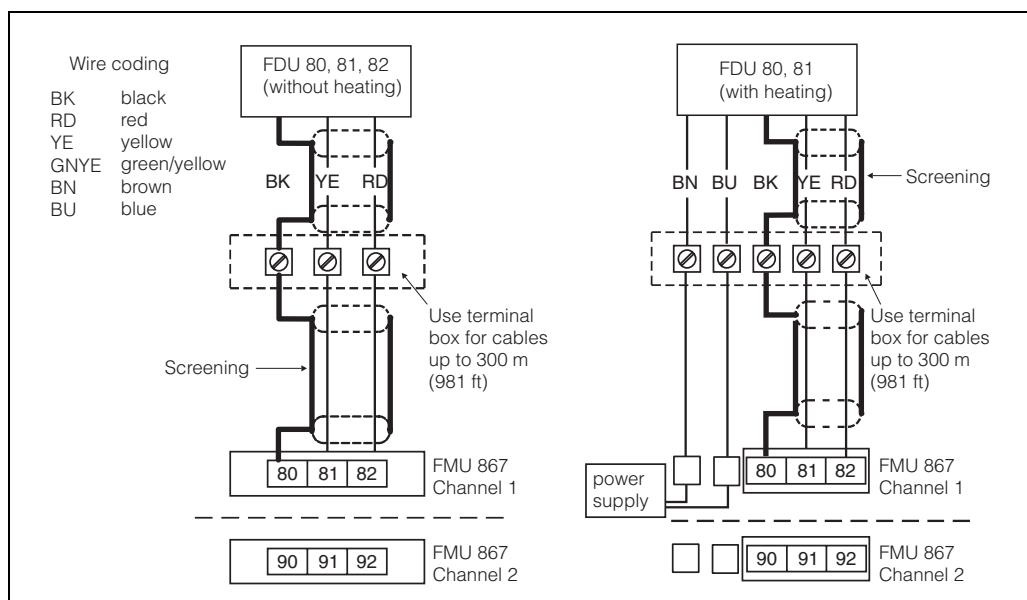 Wire coding
BK black
RD red
YE yellow
GNYE green/yellow
BN brown
BU blue
FDU 80, 81, 82
(without heating)
BK YE RD
Use terminal
box for cables
up to 300 m
(981 ft)
Screening
80 81 82
FMU 867
Channel 1
90 91 92
FMU 867
Channel 2
FDU 80, 81
(with heating)
BN BU BK YE RD
Screening
Use terminal
box for cables
up to 300 m
(981 ft)
power
supply
80 81 82
FMU 867
Channel 1
90 91 92
FMU 867
Channel 2